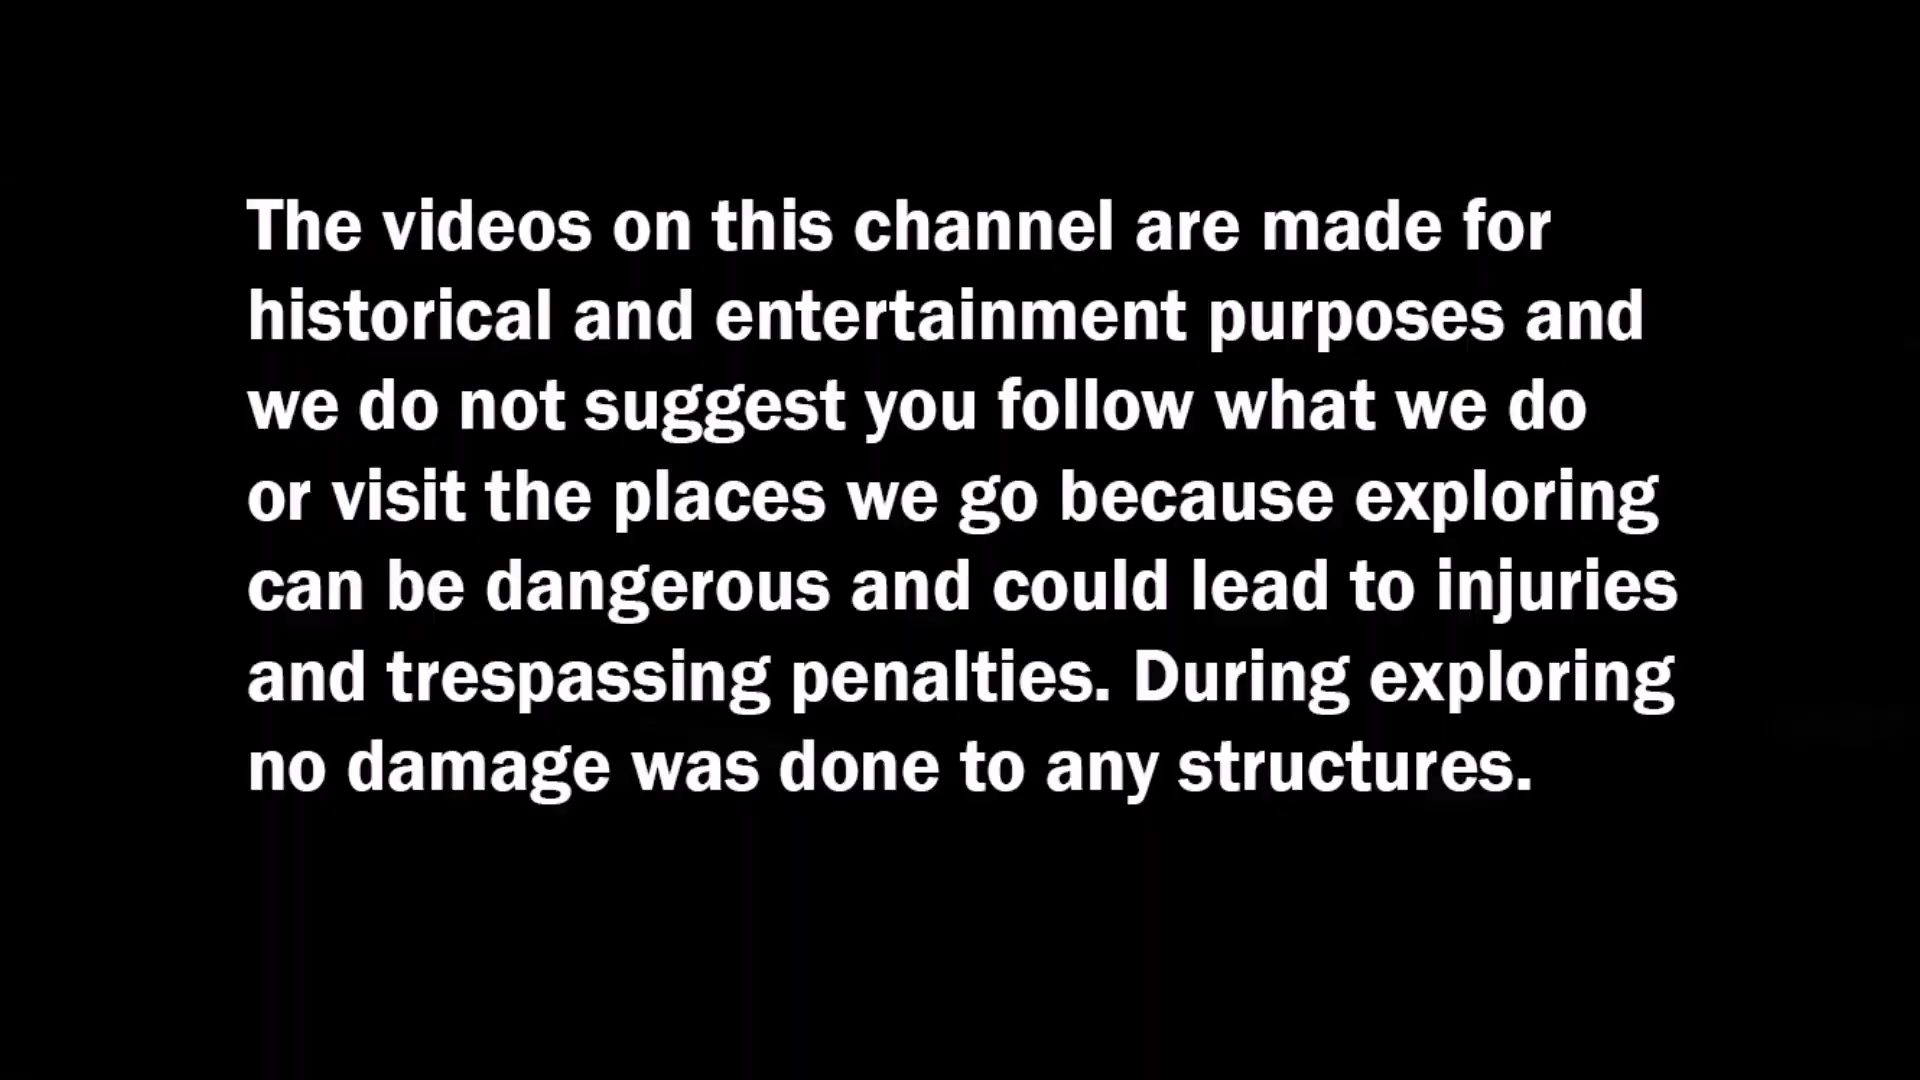 The videos on this channel are made for
historical and entertainment purposes and
we do not suggest you follow what we do
or visit the places we go because exploring
can be dangerous and could lead to injuries
and trespassing penalties. During exploring
no damage was done to any structures.